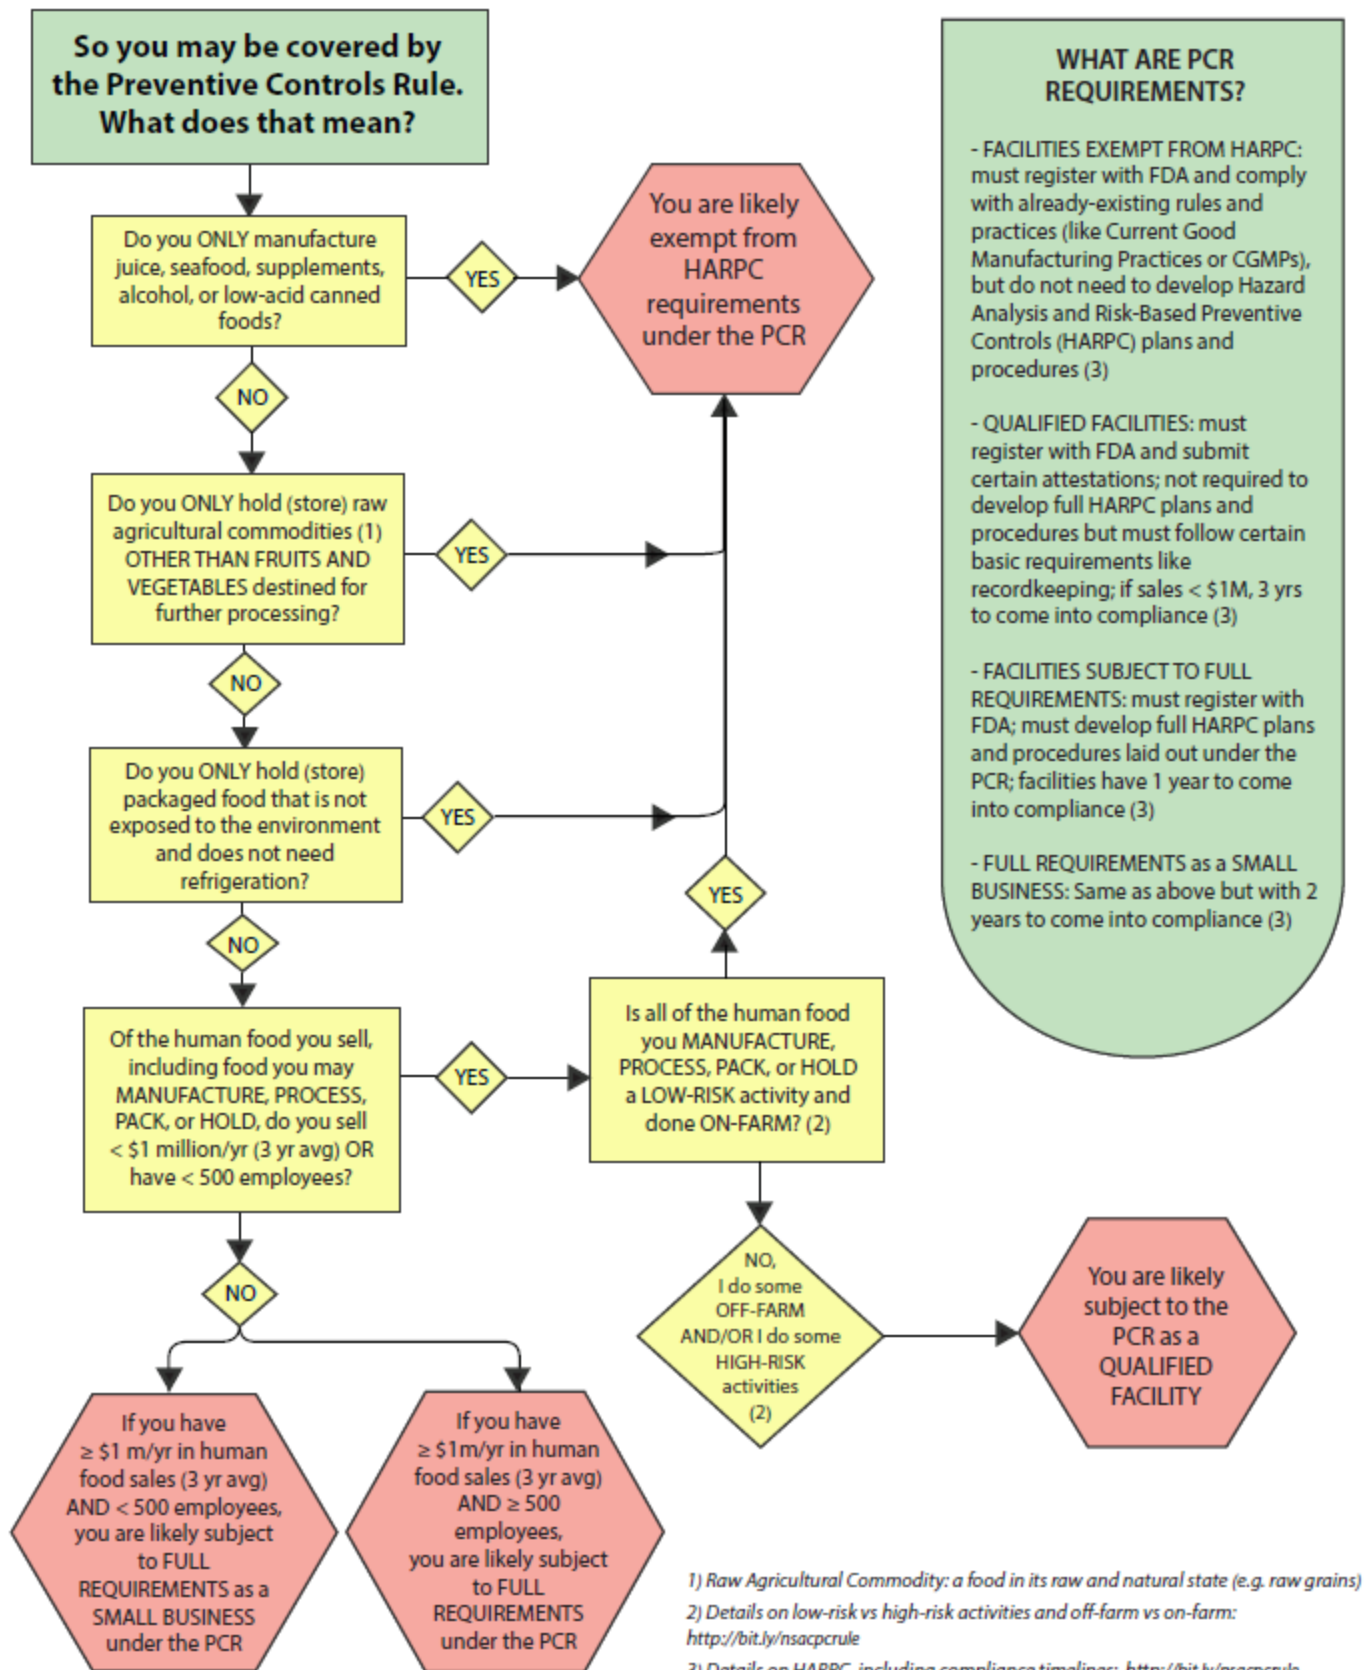 So you may be covered by
the Preventive Controls Rule.
What does that mean?
Do you ONLY manufacture
juice, seafood, supplements,
alcohol, or low-acid canned
foods?
YES
You are likely
exempt from
HARPC
requirements
under the PCR
NO
Do you ONLY hold (store) raw
agricultural commodities (1)
OTHER THAN FRUITS AND
VEGETABLES destined for
further processing?
YES
NO
Do you ONLY hold (store)
packaged food that is not
exposed to the environment
and does not need
refrigeration?
YES
NO
Of the human food you sell,
including food you may
MANUFACTURE, PROCESS,
PACK, or HOLD, do you sell
< $1 million/yr (3 yr avg) OR
have < 500 employees?
YES
Is all of the human food
you MANUFACTURE,
PROCESS, PACK, or HOLD
a LOW-RISK activity and
done ON-FARM? (2)
YES
NO,
I do some
OFF-FARM
AND/OR I do some
HIGH-RISK
activities
(2)
You are likely
subject to the
PCR as a
QUALIFIED
FACILITY
NO
If you have
≥ $1 m/yr in human
food sales (3 yr avg)
AND < 500 employees,
you are likely subject
to FULL
REQUIREMENTS as a
SMALL BUSINESS
under the PCR
If you have
≥ $1m/yr in human
food sales (3 yr avg)
AND ≥ 500
employees,
you are likely subject
to FULL
REQUIREMENTS
under the PCR
WHAT ARE PCR
REQUIREMENTS?
- FACILITIES EXEMPT FROM HARPC:
must register with FDA and comply
with already-existing rules and
practices (like Current Good
Manufacturing Practices or CGMPs),
but do not need to develop Hazard
Analysis and Risk-Based Preventive
Controls (HARPC) plans and
procedures (3)
- QUALIFIED FACILITIES: must
register with FDA and submit
certain attestations; not required to
develop full HARPC plans and
procedures but must follow certain
basic requirements like
recordkeeping; if sales < $1M, 3 yrs
to come into compliance (3)
- FACILITIES SUBJECT TO FULL
REQUIREMENTS: must register with
FDA; must develop full HARPC plans
and procedures laid out under the
PCR; facilities have 1 year to come
into compliance (3)
- FULL REQUIREMENTS as a SMALL
BUSINESS: Same as above but with 2
years to come into compliance (3)
1) Raw Agricultural Commodity: a food in its raw and natural state (e.g. raw grains)
2) Details on low-risk vs high-risk activities and off-farm vs on-farm:
http://bit.ly/nsacpcrule
3) Details on HARPC, including compliance timelines: http://bit.ly/nsacpcrule